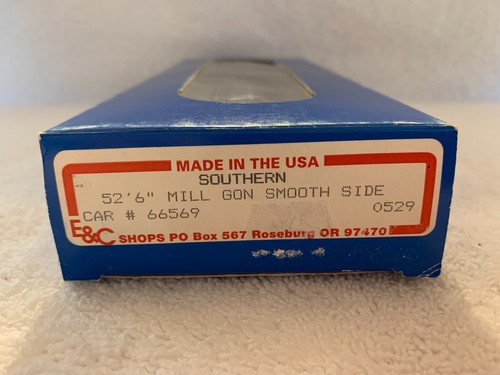 MADE IN THE USA
SOUTHERN
52'6" MILL GON SMOOTH SIDE
CAR # 66569 0529
E&C SHOPS PO Box 567 Roseburg OR 97470